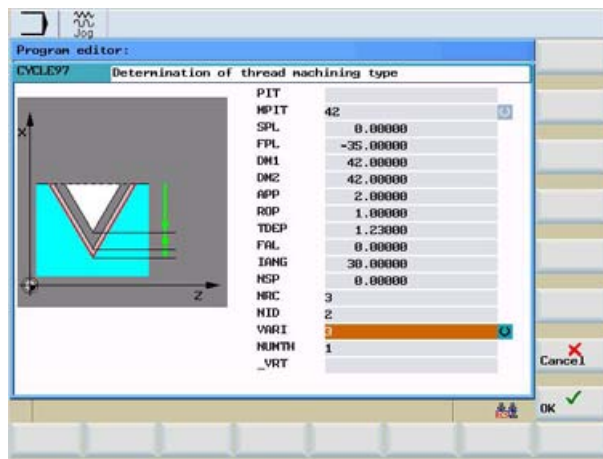 Jog
Program editor:
CYCLE97 Determination of thread machining type
PIT
MPIT 42
SPL 0.00000
FPL -35.00000
DM1 42.00000
DM2 42.00000
APP 2.00000
ROP 1.00000
TDEP 1.23000
FAL 0.00000
IANG 30.00000
NSP 0.00000
NRC 3
NID 2
VARI 3
NUMTH 1
_VRT
X
Z
Cancel
OK